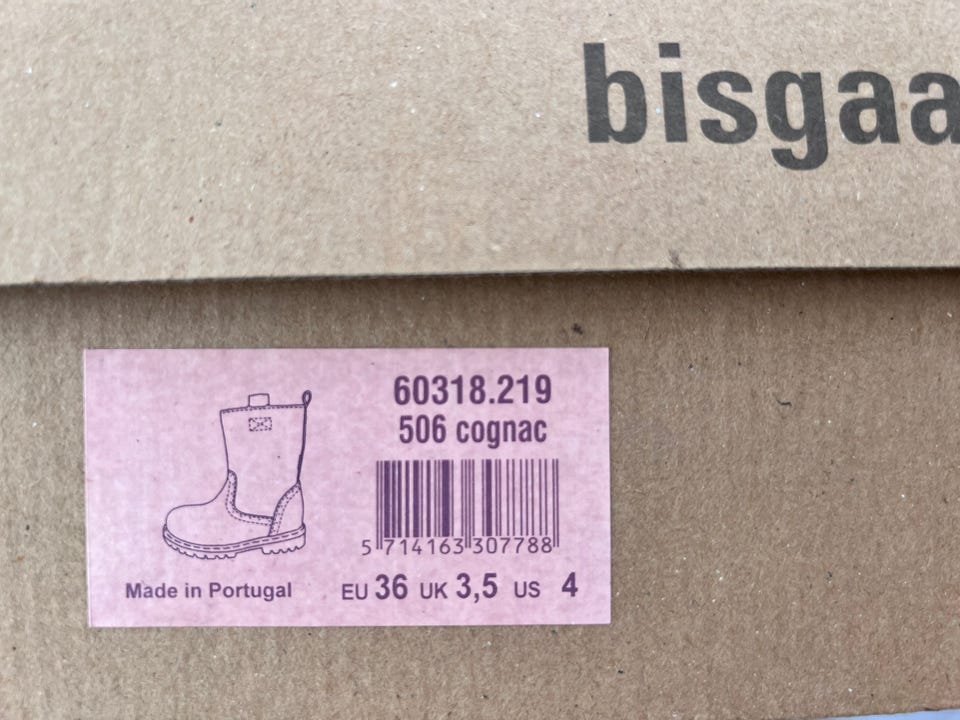 bisgaa
60318.219
506 cognac
5 714163 307788
Made in Portugal
EU 36 UK 3,5 US 4